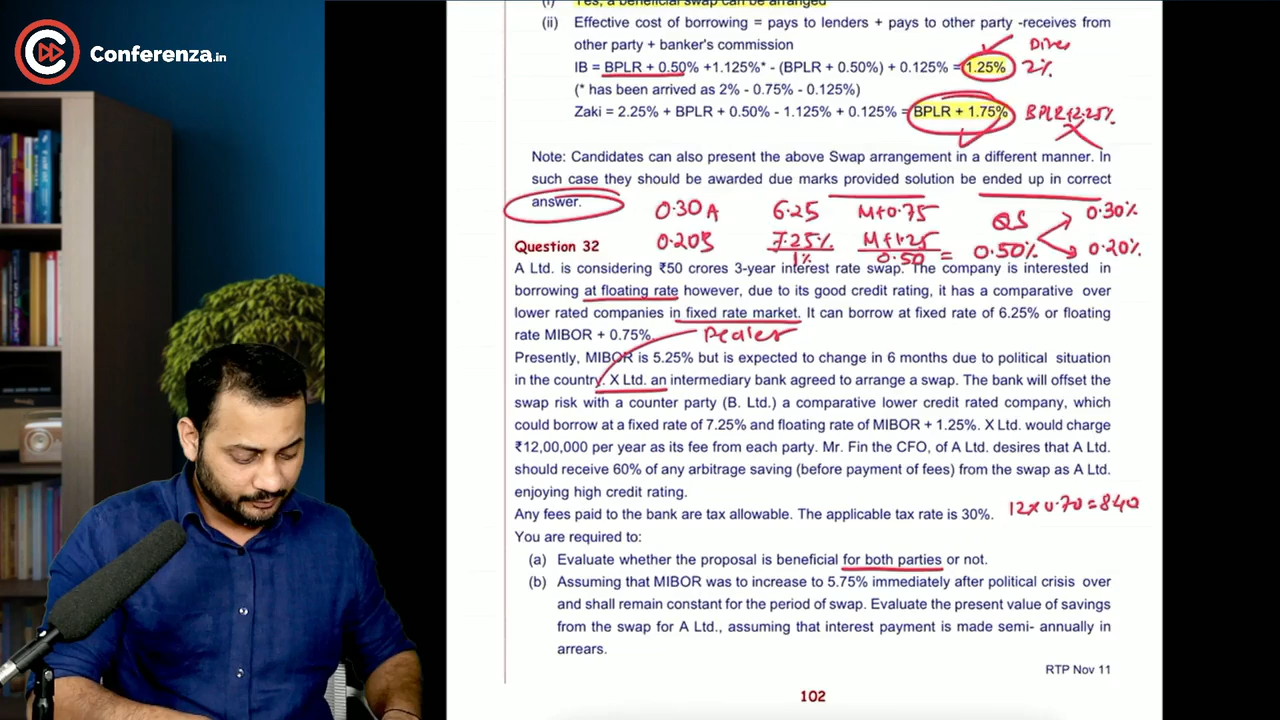 Conferenza.in
(i) Yes, a beneficial swap can be arranged
(ii) Effective cost of borrowing = pays to lenders + pays to other party -receives from
other party + banker's commission
IB = BPLR + 0.50% +1.125%* - (BPLR + 0.50%) + 0.125% = 1.25% 2%
(* has been arrived as 2% - 0.75% - 0.125%)
Zaki = 2.25% + BPLR + 0.50% - 1.125% + 0.125% = BPLR + 1.75% BPLR+2.25%
Note: Candidates can also present the above Swap arrangement in a different manner. In
such case they should be awarded due marks provided solution be ended up in correct
answer.
0.30 A 6.25 M+0.75 QS 0.30%
0.20B 7.25% M+1.25 0.50% 0.20%
1% 0.50 =
Question 32
A Ltd. is considering ₹50 crores 3-year interest rate swap. The company is interested in
borrowing at floating rate however, due to its good credit rating, it has a comparative over
lower rated companies in fixed rate market. It can borrow at fixed rate of 6.25% or floating
rate MIBOR + 0.75%. Dealer
Presently, MIBOR is 5.25% but is expected to change in 6 months due to political situation
in the country. X Ltd. an intermediary bank agreed to arrange a swap. The bank will offset the
swap risk with a counter party (B. Ltd.) a comparative lower credit rated company, which
could borrow at a fixed rate of 7.25% and floating rate of MIBOR + 1.25%. X Ltd. would charge
₹12,00,000 per year as its fee from each party. Mr. Fin the CFO, of A Ltd. desires that A Ltd.
should receive 60% of any arbitrage saving (before payment of fees) from the swap as A Ltd.
enjoying high credit rating.
Any fees paid to the bank are tax allowable. The applicable tax rate is 30%. 12x0.70=840
You are required to:
(a) Evaluate whether the proposal is beneficial for both parties or not.
(b) Assuming that MIBOR was to increase to 5.75% immediately after political crisis over
and shall remain constant for the period of swap. Evaluate the present value of savings
from the swap for A Ltd., assuming that interest payment is made semi- annually in
arrears.
RTP Nov 11
102